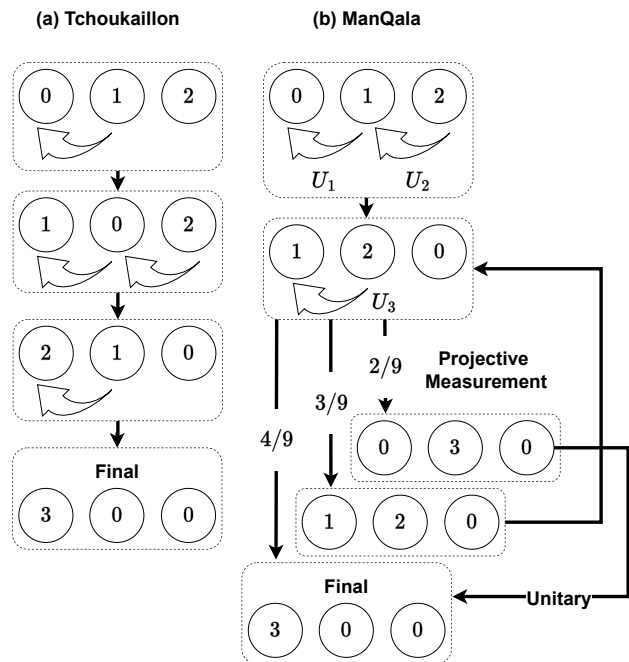 (a) Tchoukaillon
0 1 2
1 0 2
2 1 0
Final
3 0 0
(b) ManQala
0 1 2
U₁ U₂
1 2 0
U₃
2/9
Projective
Measurement
3/9
4/9
0 3 0
1 2 0
Final
Unitary
3 0 0